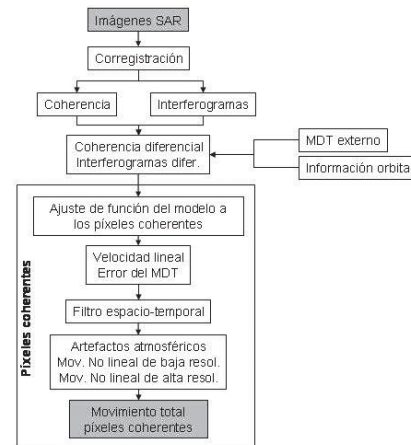 Imágenes SAR
Corregistración
Coherencia
Interferogramas
Coherencia diferencial
Interferogramas difer.
MDT externo
Información orbita
Píxeles coherentes
Ajuste de función del modelo a
los píxeles coherentes
Velocidad lineal
Error del MDT
Filtro espacio-temporal
Artefactos atmosféricos
Mov. No lineal de baja resol.
Mov. No lineal de alta resol.
Movimiento total
píxeles coherentes